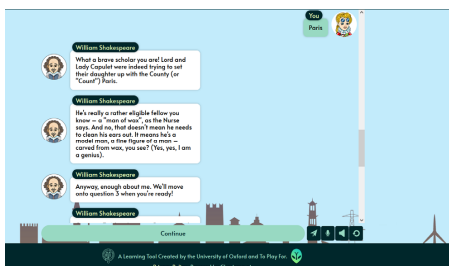 You
Paris
William Shakespeare
What a brave scholar you are! Lord and
Lady Capulet were indeed trying to set
their daughter up with the County (or
"Count") Paris.
William Shakespeare
He's really a rather eligible fellow you
know – a "man of wax", as the Nurse
says. And no, that doesn't mean he needs
to clean his ears out. It means he's a
model man, a fine figure of a man –
carved from wax, you see? (Yes, yes, I am
a genius).
William Shakespeare
Anyway, enough about me. We'll move
onto question 3 when you're ready!
William Shakespeare
Continue
A Learning Tool Created by the University of Oxford and To Play For.